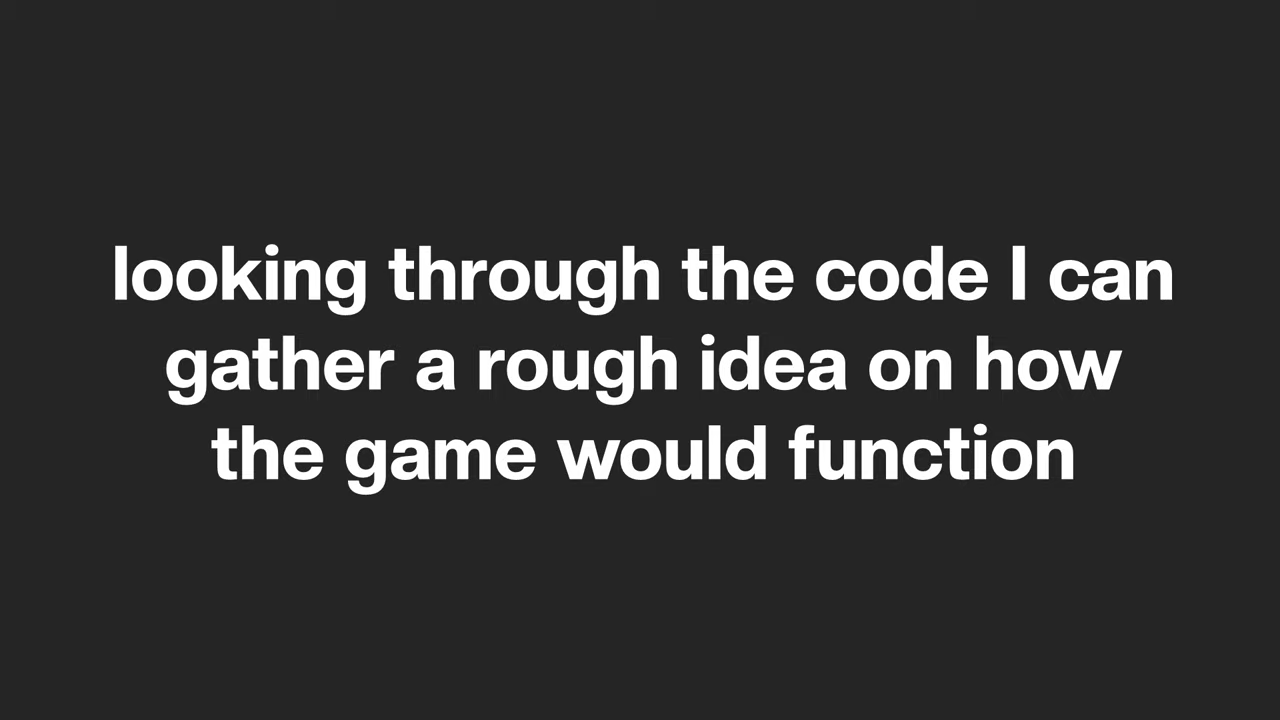 looking through the code I can
gather a rough idea on how
the game would function